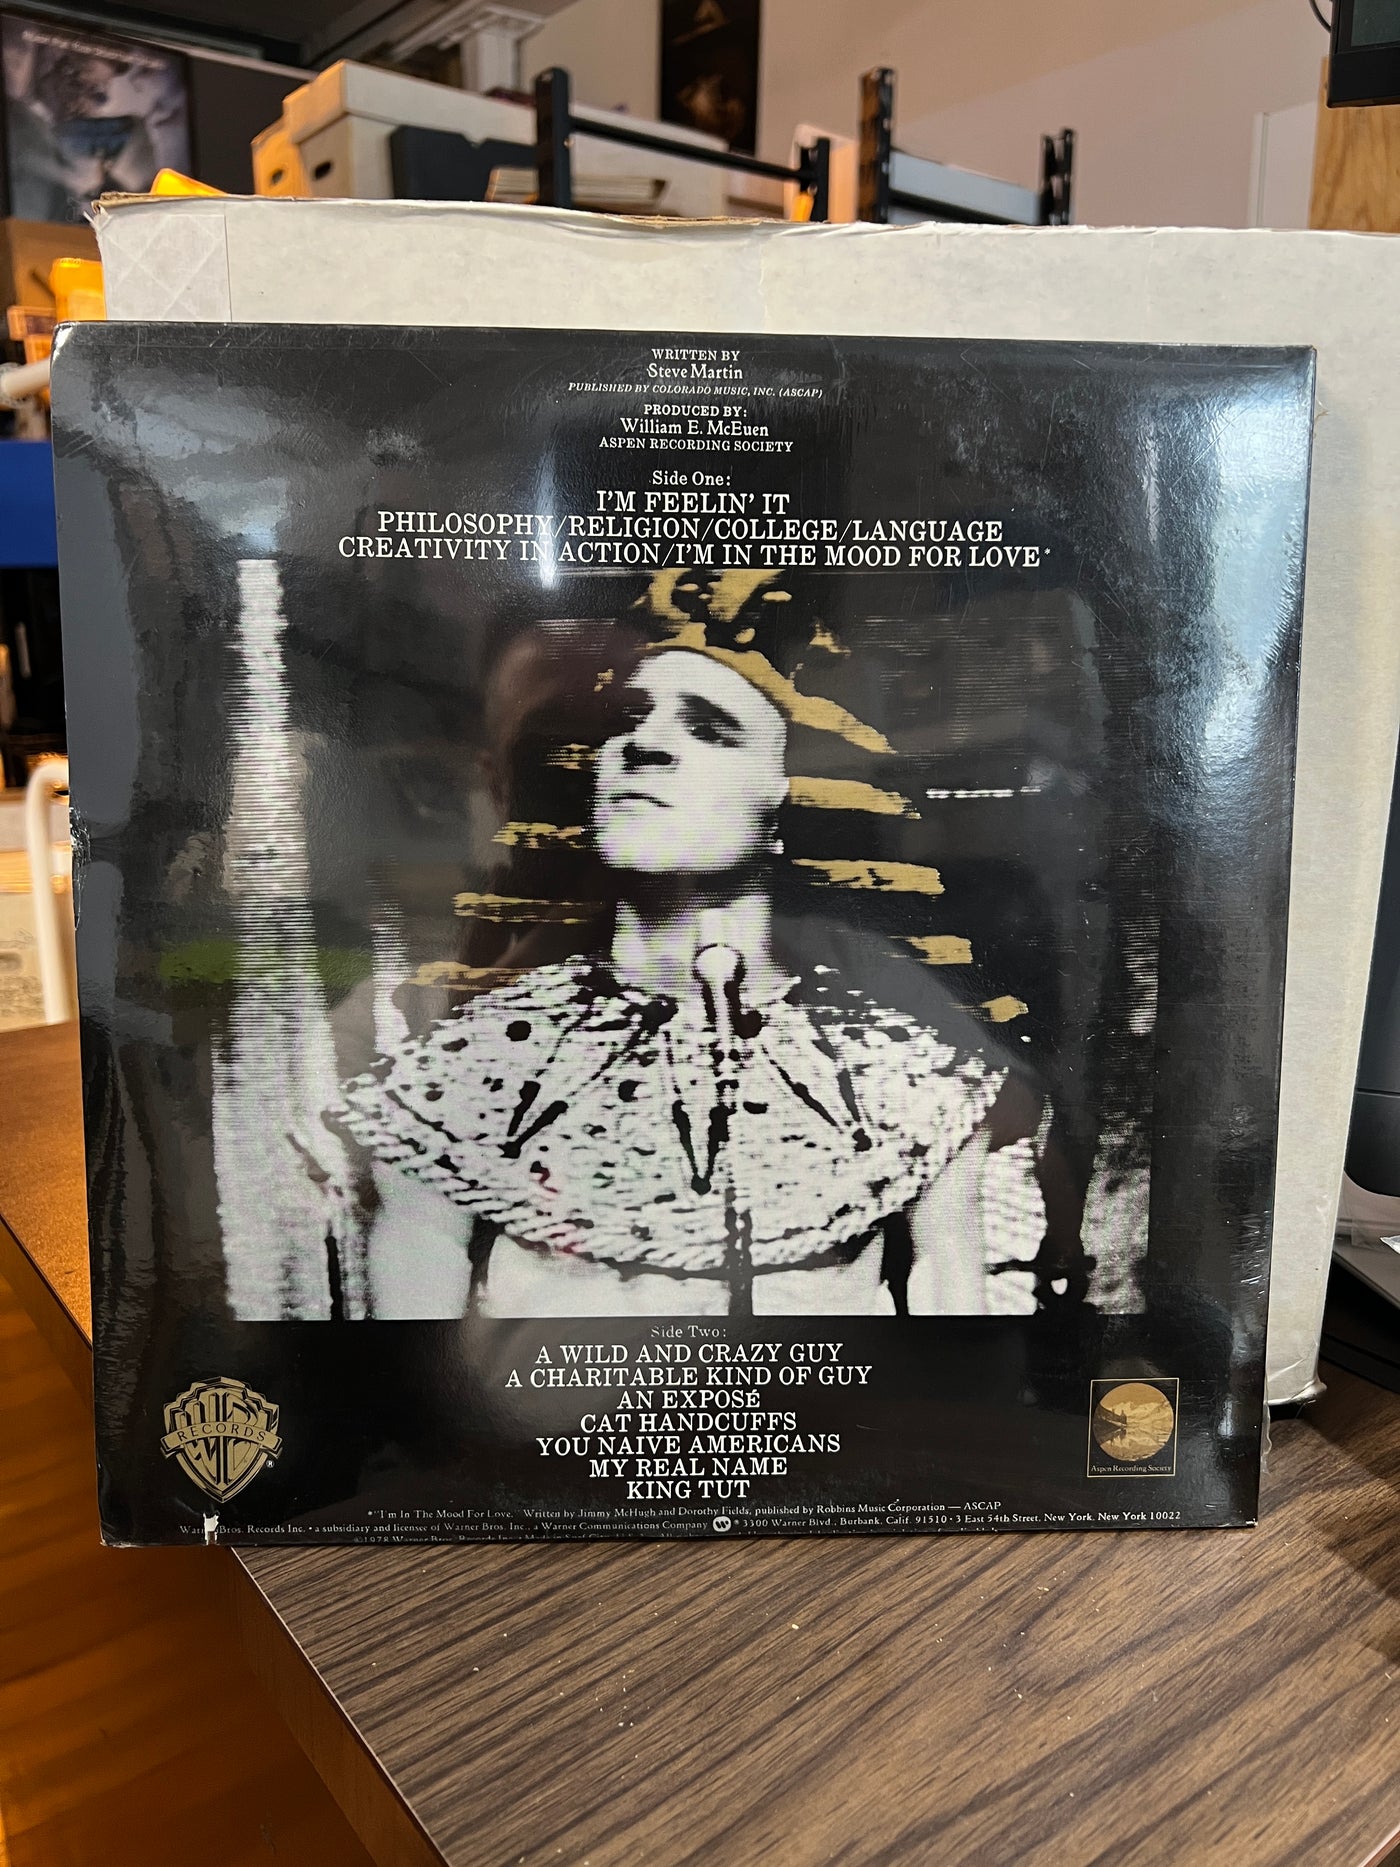 WRITTEN BY
Steve Martin
PUBLISHED BY COLORADO MUSIC, INC. (ASCAP)
PRODUCED BY:
William E. McEuen
ASPEN RECORDING SOCIETY
Side One:
I'M FEELIN' IT
PHILOSOPHY/RELIGION/COLLEGE/LANGUAGE
CREATIVITY IN ACTION/I'M IN THE MOOD FOR LOVE*
Side Two:
A WILD AND CRAZY GUY
A CHARITABLE KIND OF GUY
AN EXPOSÉ
CAT HANDCUFFS
YOU NAIVE AMERICANS
MY REAL NAME
KING TUT
RECORDS
®
Aspen Recording Society
*"I'm In The Mood For Love." Written by Jimmy McHugh and Dorothy Fields, published by Robbins Music Corporation — ASCAP
Bros. Records Inc. • a subsidiary and licensee of Warner Bros. Inc., a Warner Communications Company • 3300 Warner Blvd., Burbank, Calif. 91510 • 3 East 54th Street, New York, New York 10022
©1978 Warner Bros. Records Inc.